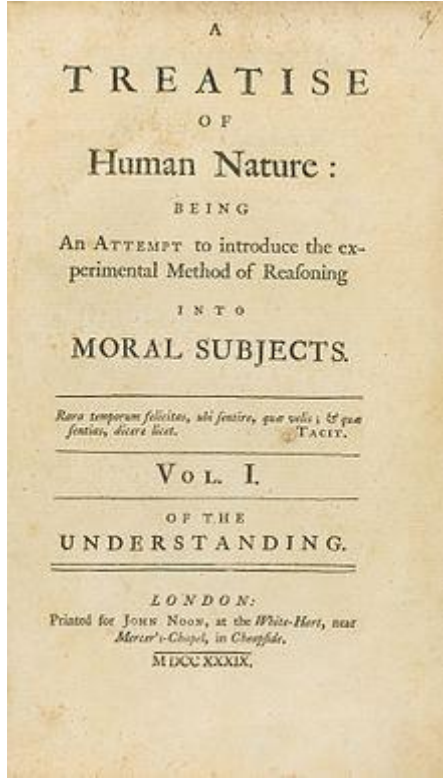 A
TREATISE
OF
Human Nature:
BEING
An ATTEMPT to introduce the ex-
perimental Method of Reaſoning
INTO
MORAL SUBJECTS.
Rara temporum felicitas, ubi ſentire, quæ velis; & quæ
ſentias, dicere licet. TACIT.
VOL. I.
OF THE
UNDERSTANDING.
LONDON:
Printed for JOHN NOON, at the White-Hart, near
Mercer's-Chapel, in Cheapſide.
MDCCXXXIX.